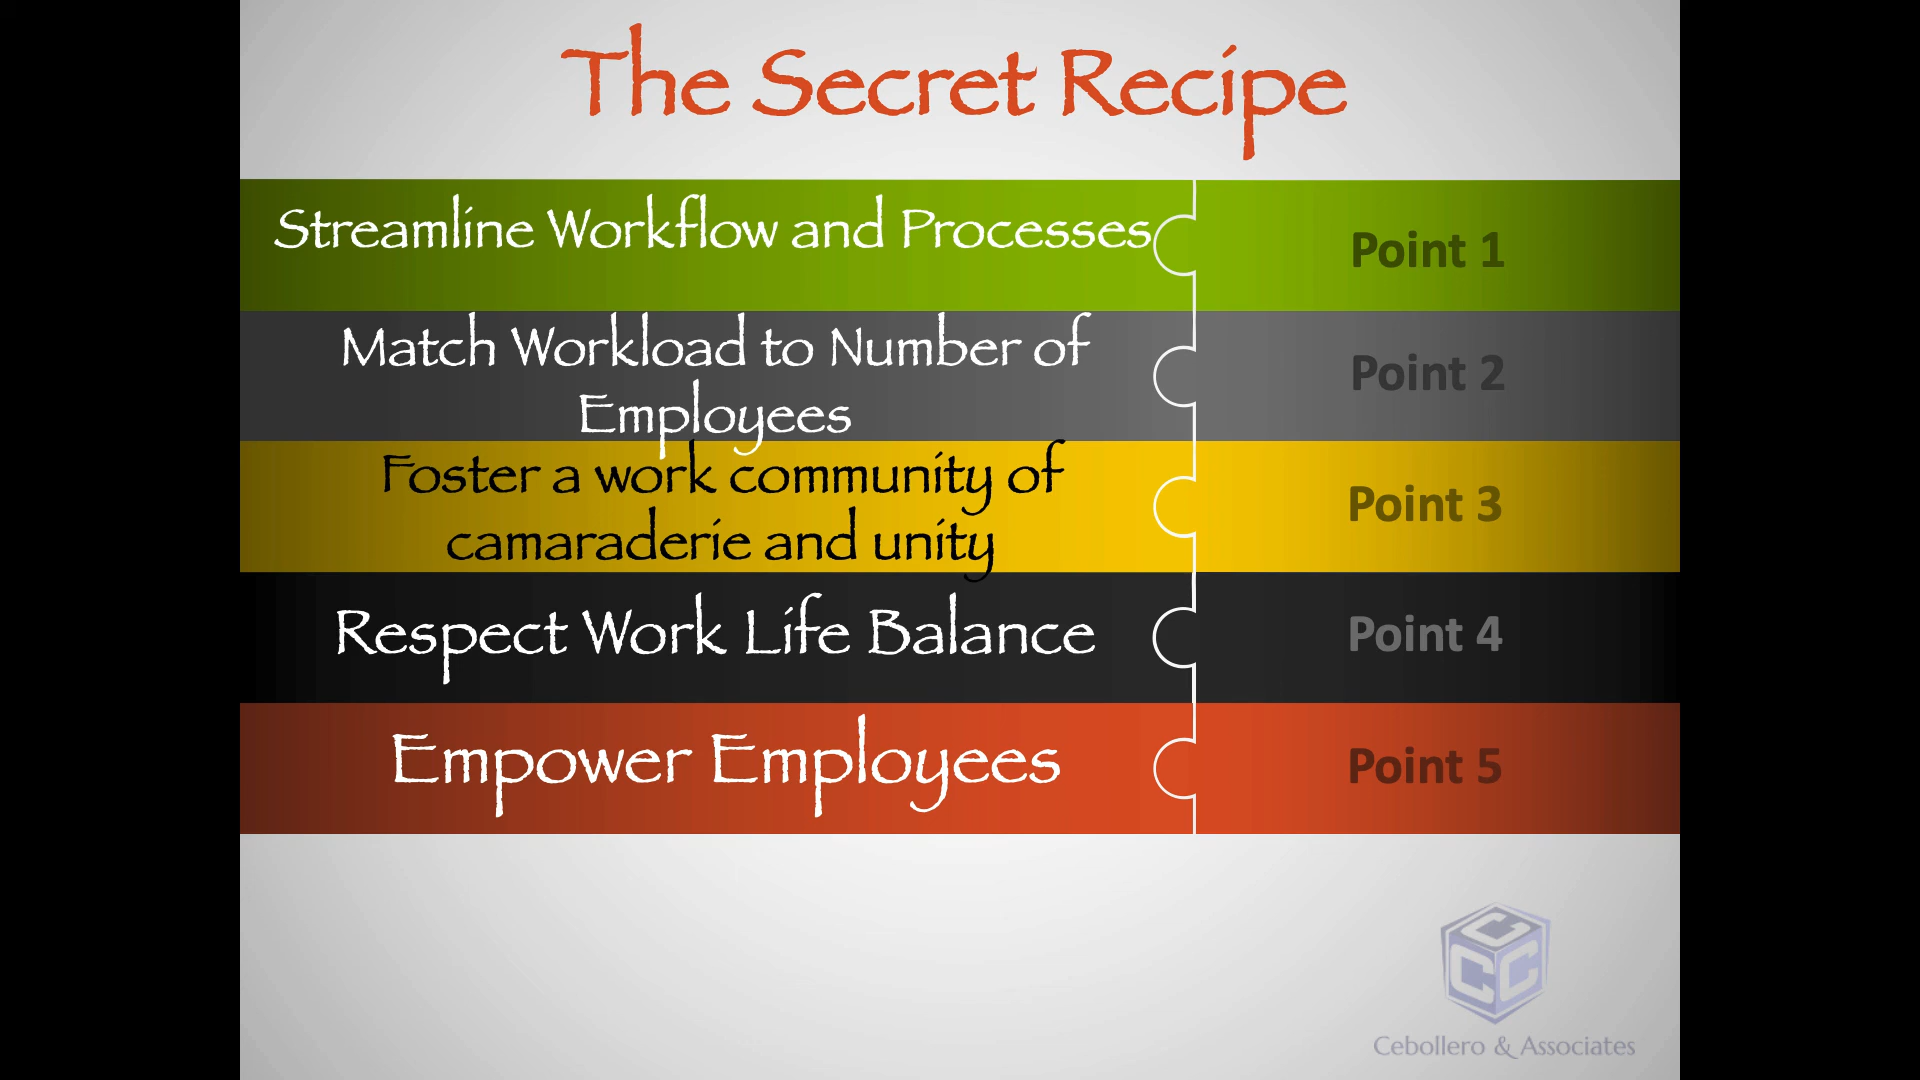 The Secret Recipe
Streamline Workflow and Processes
Point 1
Match Workload to Number of
Employees
Point 2
Foster a work community of
camaraderie and unity
Point 3
Respect Work Life Balance
Point 4
Empower Employees
Point 5
C
C C
Cebollero & Associates